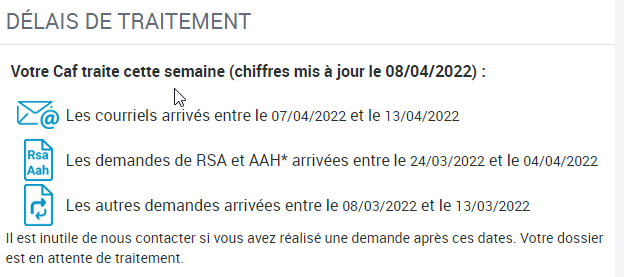 DÉLAIS DE TRAITEMENT
Votre Caf traite cette semaine (chiffres mis à jour le 08/04/2022) :
Les courriels arrivés entre le 07/04/2022 et le 13/04/2022
Rsa
Aah
Les demandes de RSA et AAH* arrivées entre le 24/03/2022 et le 04/04/2022
Les autres demandes arrivées entre le 08/03/2022 et le 13/03/2022
Il est inutile de nous contacter si vous avez réalisé une demande après ces dates. Votre dossier
est en attente de traitement.